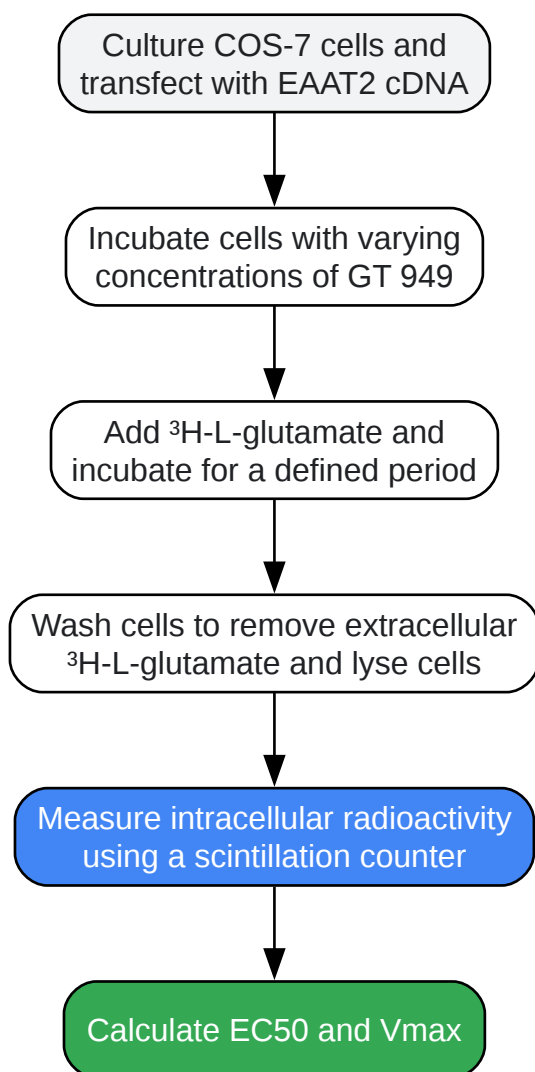 Culture COS-7 cells and
transfect with EAAT2 cDNA
Incubate cells with varying
concentrations of GT 949
Add ³H-L-glutamate and
incubate for a defined period
Wash cells to remove extracellular
³H-L-glutamate and lyse cells
Measure intracellular radioactivity
using a scintillation counter
Calculate EC50 and Vmax